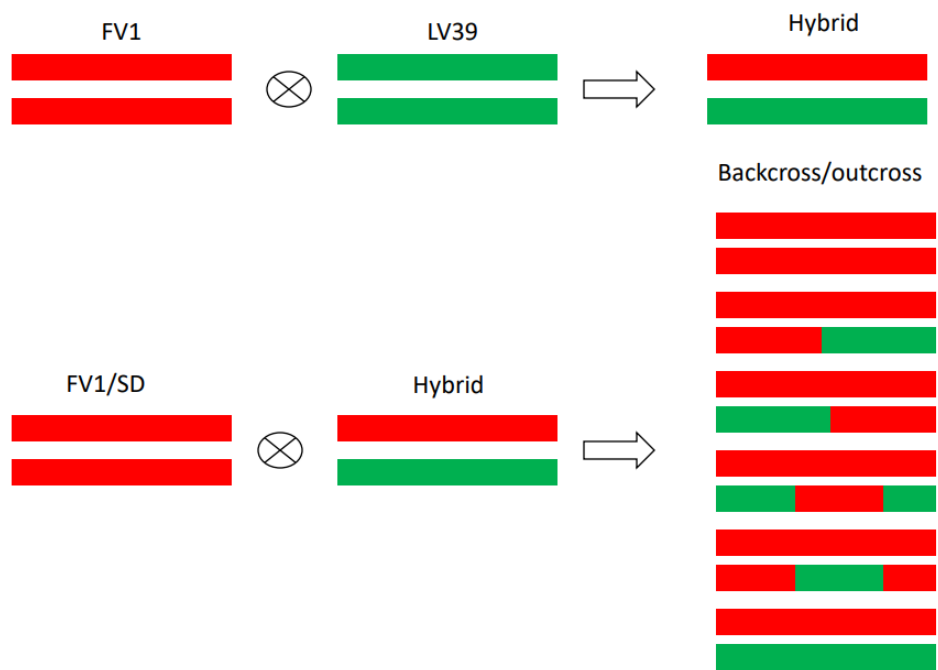 FV1
LV39
Hybrid
Backcross/outcross
FV1/SD
Hybrid